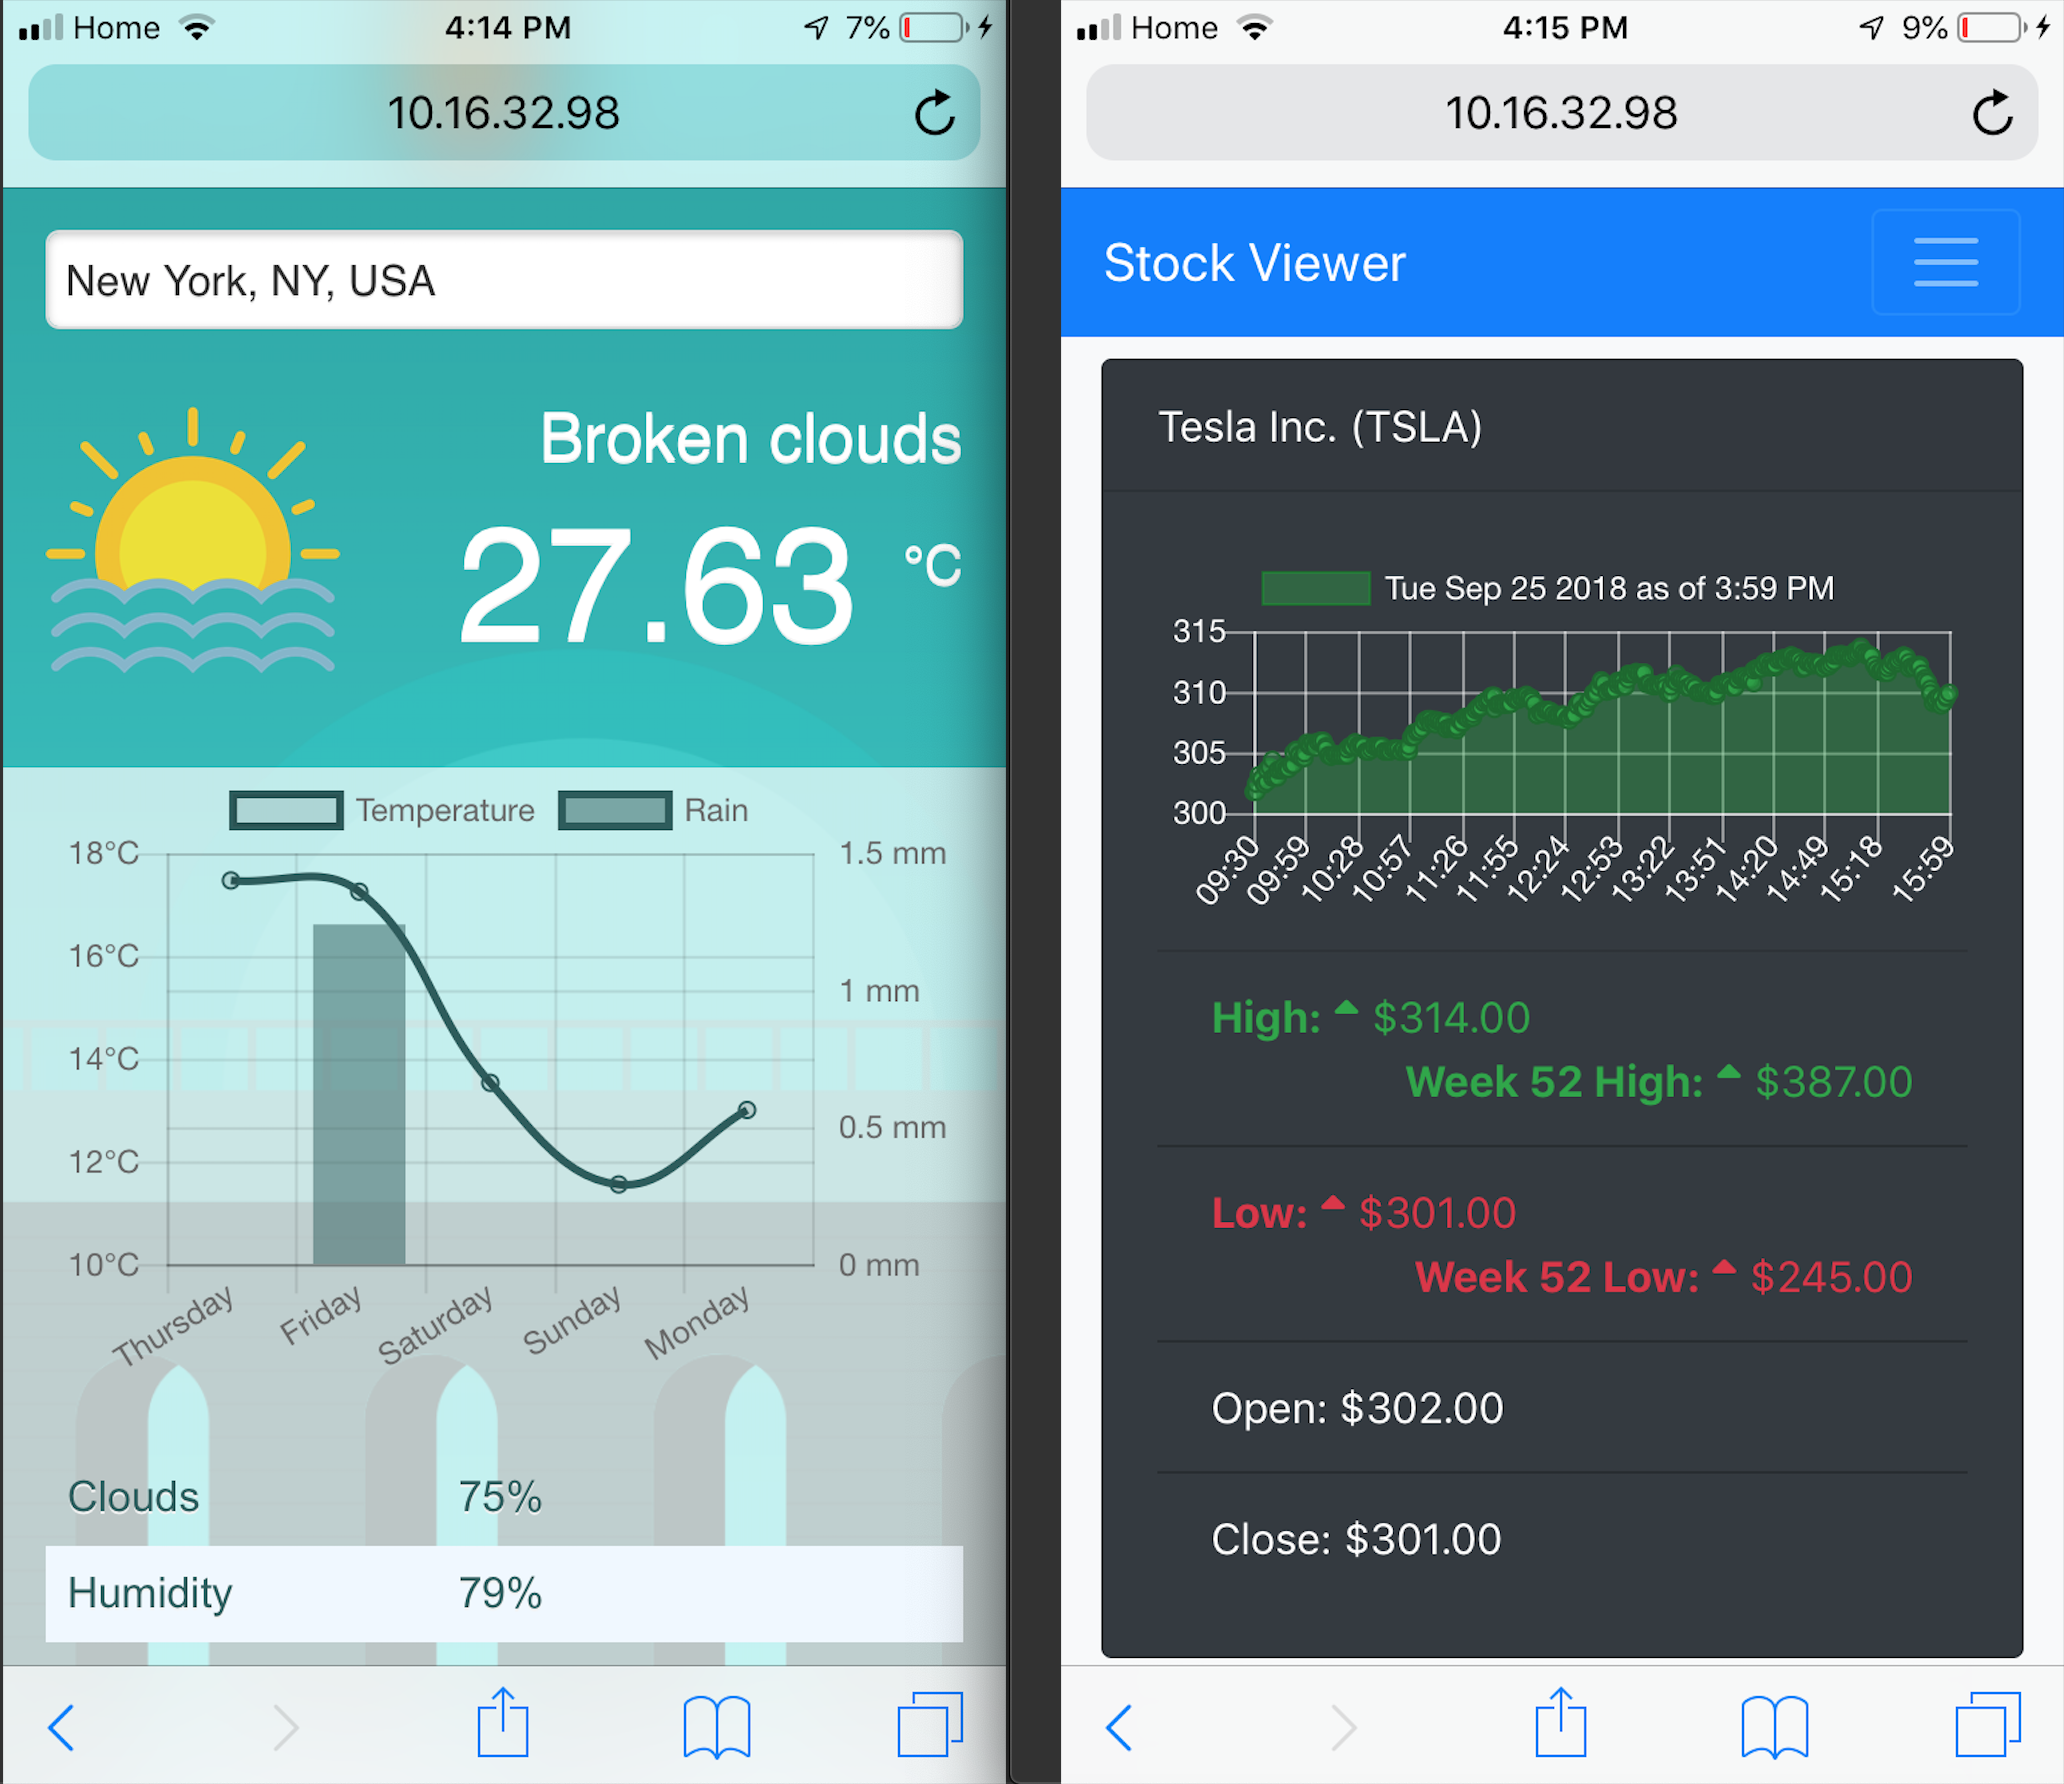 Home 4:14 PM 7%
10.16.32.98
New York, NY, USA
Broken clouds
27.63 °C
Temperature Rain
18°C 1.5 mm
16°C
1 mm
14°C
0.5 mm
12°C
10°C 0 mm
Thursday Friday Saturday Sunday Monday
Clouds 75%
Humidity 79%
Home 4:15 PM 9%
10.16.32.98
Stock Viewer
Tesla Inc. (TSLA)
Tue Sep 25 2018 as of 3:59 PM
315
310
305
300
09:30 09:59 10:28 10:57 11:26 11:55 12:24 12:53 13:22 13:51 14:20 14:49 15:18 15:59
High: $314.00
Week 52 High: $387.00
Low: $301.00
Week 52 Low: $245.00
Open: $302.00
Close: $301.00